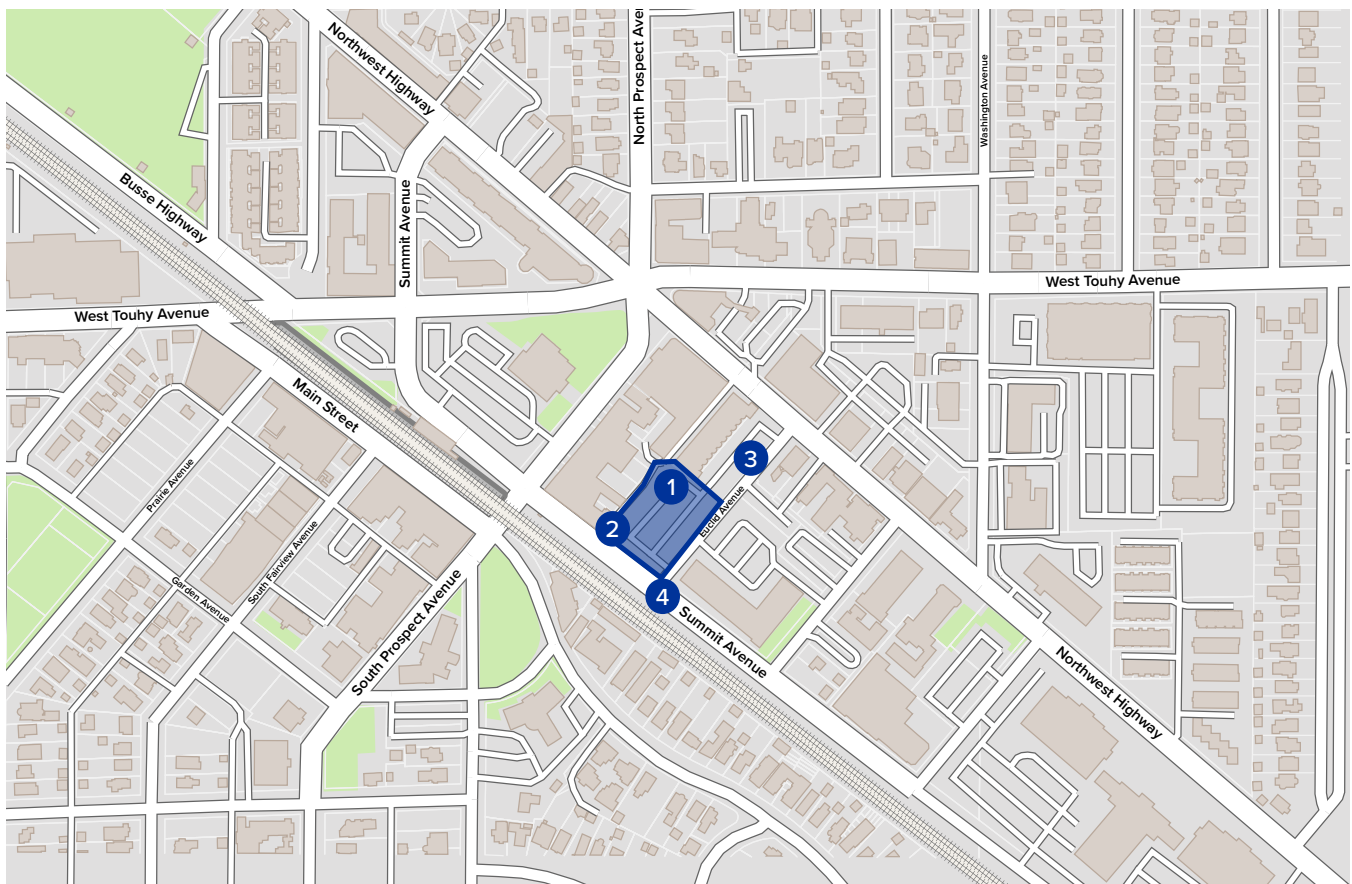 Northwest Highway
North Prospect Aven
Washington Avenue
Busse Highway
Summit Avenue
West Touhy Avenue
West Touhy Avenue
Main Street
Prairie Avenue
South Fairview Avenue
Garden Avenue
South Prospect Avenue
1
2
3
4
Euclid Avenue
Summit Avenue
Northwest Highway